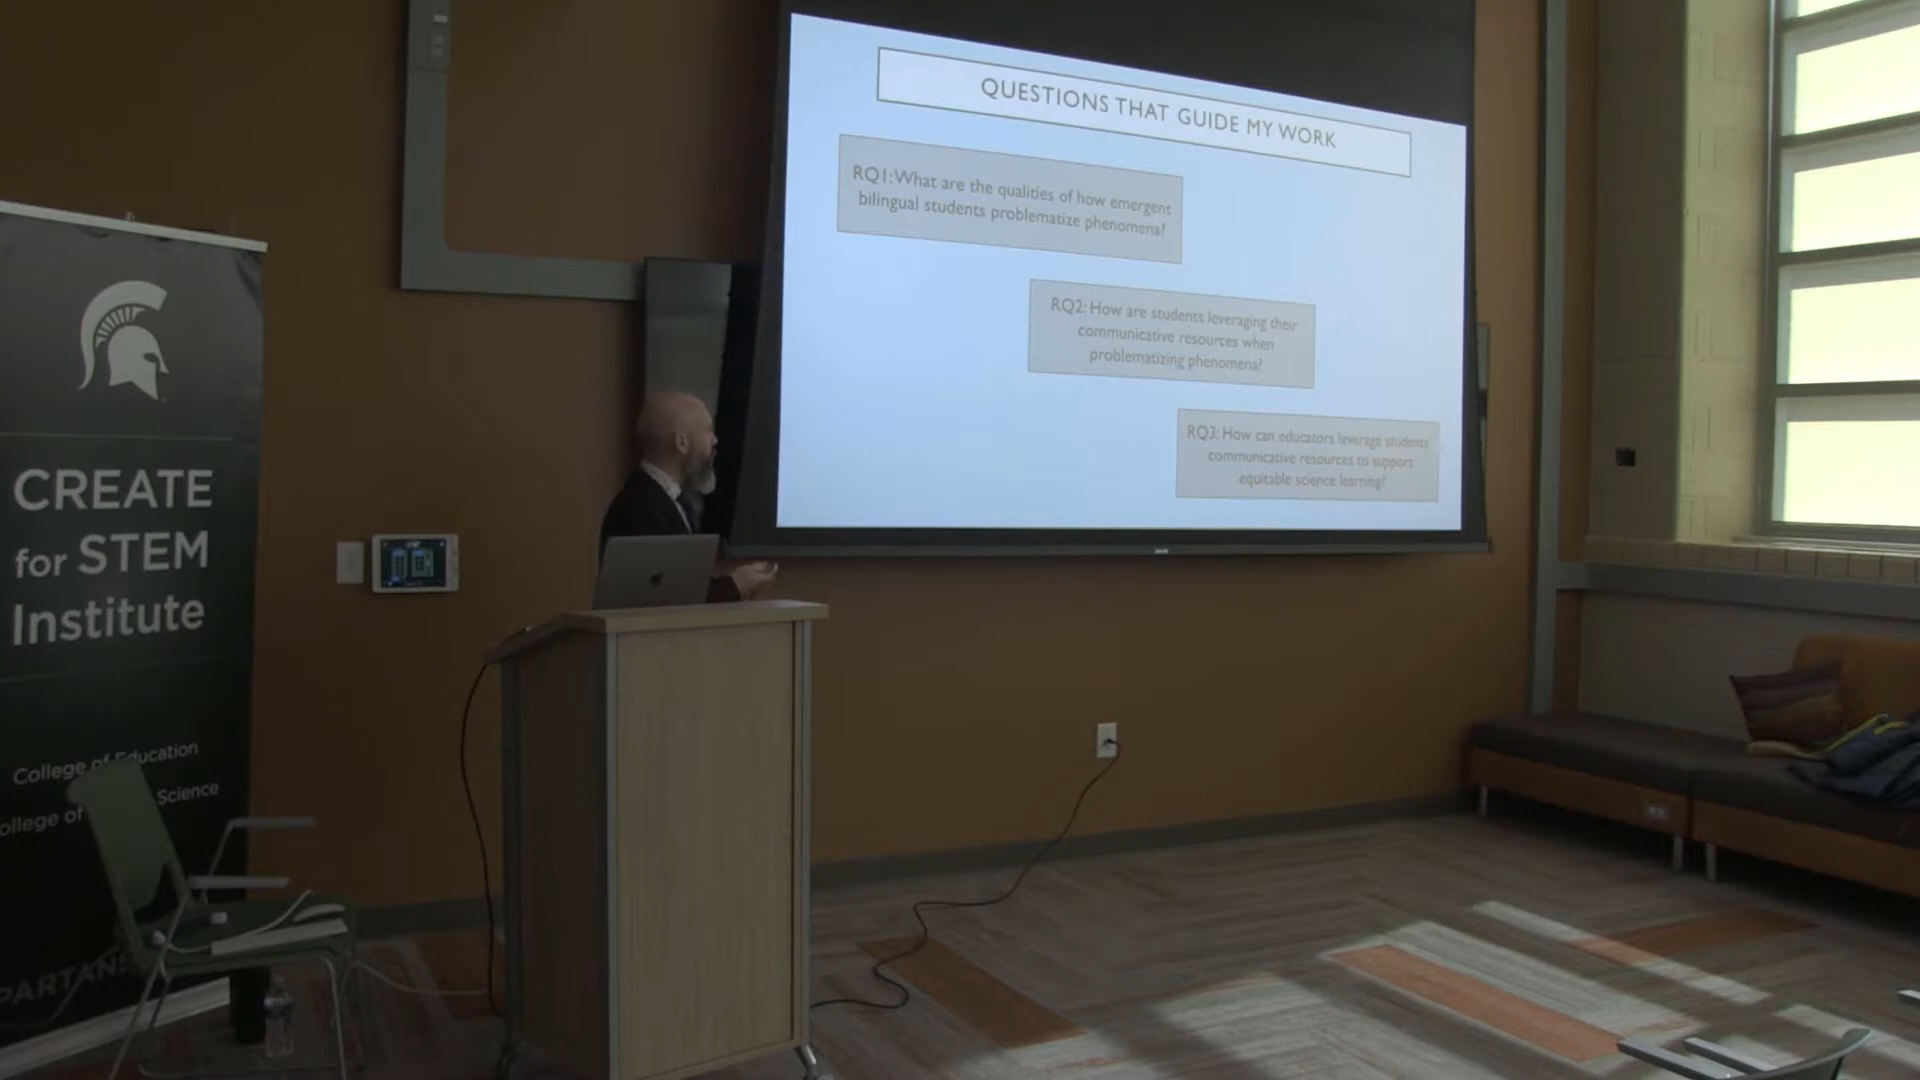 QUESTIONS THAT GUIDE MY WORK
RQ1: What are the qualities of how emergent
bilingual students problematize phenomena?
RQ2: How are students leveraging their
communicative resources when
problematizing phenomena?
RQ3: How can educators leverage students'
communicative resources to support
equitable science learning?
CREATE
for STEM
Institute
College of Education
College of Science